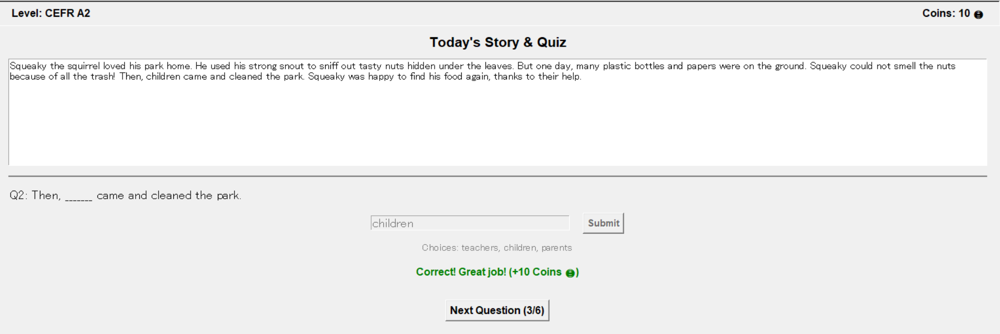 Level: CEFR A2
Coins: 10
Today's Story & Quiz
Squeaky the squirrel loved his park home. He used his strong snout to sniff out tasty nuts hidden under the leaves. But one day, many plastic bottles and papers were on the ground. Squeaky could not smell the nuts
because of all the trash! Then, children came and cleaned the park. Squeaky was happy to find his food again, thanks to their help.
Q2: Then, _______ came and cleaned the park.
children
Submit
Choices: teachers, children, parents
Correct! Great job! (+10 Coins )
Next Question (3/6)